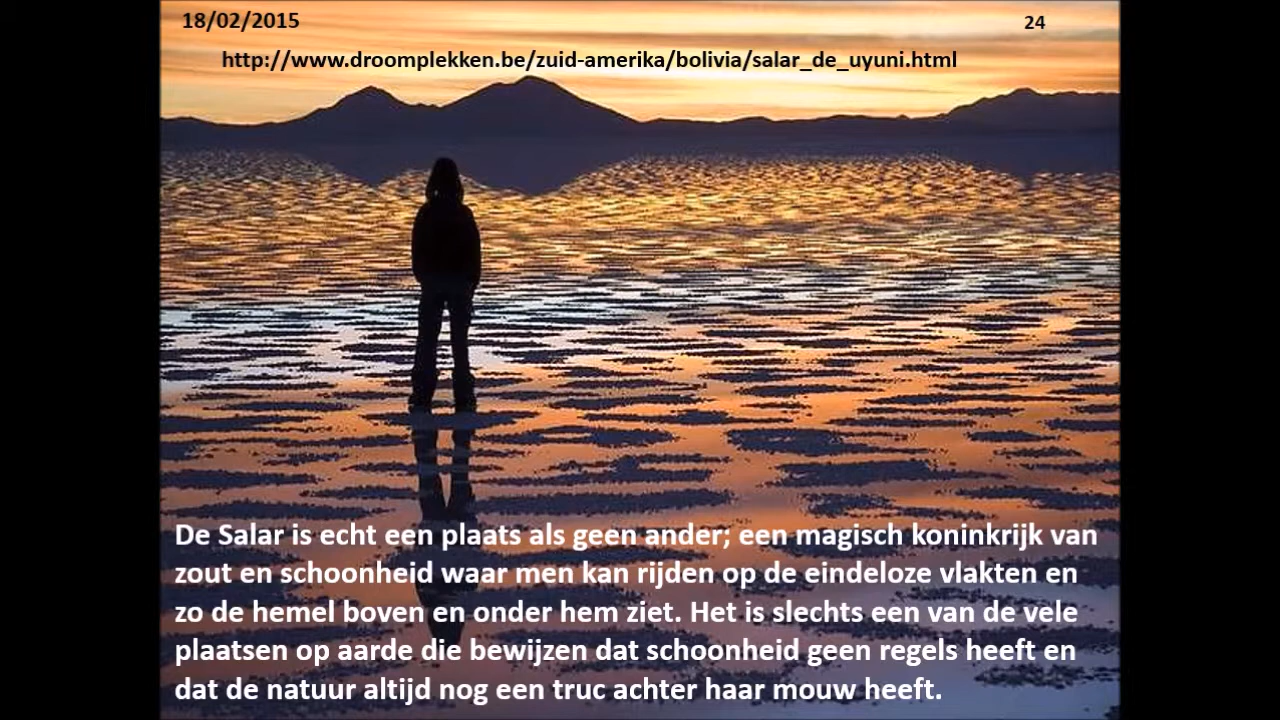 18/02/2015 24
http://www.droomplekken.be/zuid-amerika/bolivia/salar_de_uyuni.html
De Salar is echt een plaats als geen ander; een magisch koninkrijk van
zout en schoonheid waar men kan rijden op de eindeloze vlakten en
zo de hemel boven en onder hem ziet. Het is slechts een van de vele
plaatsen op aarde die bewijzen dat schoonheid geen regels heeft en
dat de natuur altijd nog een truc achter haar mouw heeft.